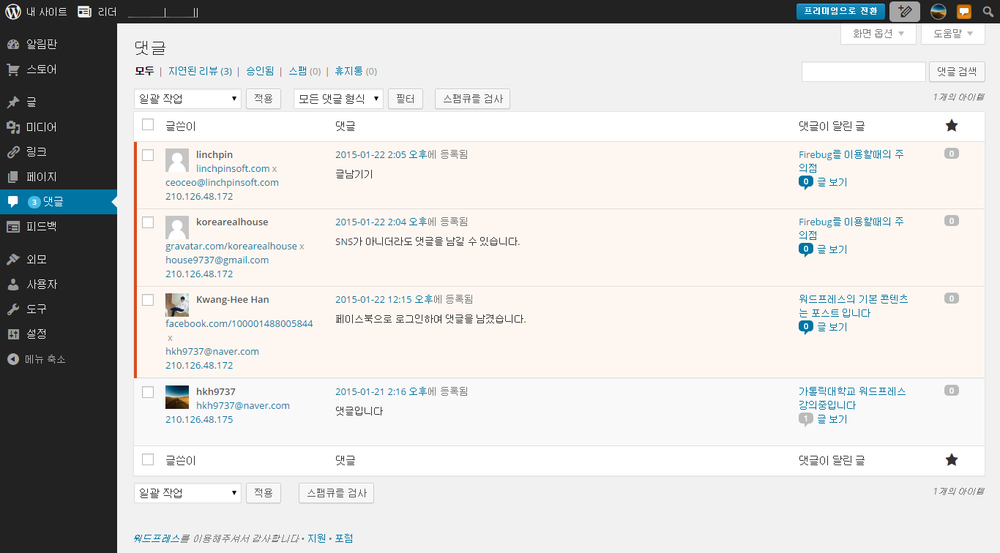 내 사이트 리더 프리미엄으로 전환
알림판
스토어
글
미디어
링크
페이지
3 댓글
피드백
외모
사용자
도구
설정
메뉴 축소
화면 옵션 도움말
댓글
모두 | 지연된 리뷰 (3) | 승인됨 | 스팸 (0) | 휴지통 (0)
댓글 검색
일괄 작업 적용 모든 댓글 형식 필터 스팸큐를 검사
1개의 아이템
글쓴이 댓글 댓글이 달린 글
linchpin
linchpinsoft.com x
ceoceo@linchpinsoft.com
210.126.48.172
2015-01-22 2:05 오후에 등록됨
글남기기
Firebug를 이용할때의 주
의점
0 글 보기
0
korearealhouse
gravatar.com/korearealhouse x
house9737@gmail.com
210.126.48.172
2015-01-22 2:04 오후에 등록됨
SNS가 아니더라도 댓글을 남길 수 있습니다.
Firebug를 이용할때의 주
의점
0 글 보기
0
Kwang-Hee Han
facebook.com/100001488005844
x
hkh9737@naver.com
210.126.48.172
2015-01-22 12:15 오후에 등록됨
페이스북으로 로그인하여 댓글을 남겼습니다.
워드프레스의 기본 콘텐츠
는 포스트 입니다
0 글 보기
0
hkh9737
hkh9737@naver.com
210.126.48.175
2015-01-21 2:16 오후에 등록됨
댓글입니다
가톨릭대학교 워드프레스
강의중입니다
1 글 보기
0
글쓴이 댓글 댓글이 달린 글
일괄 작업 적용 스팸큐를 검사
1개의 아이템
워드프레스를 이용해주셔서 감사합니다 • 지원 • 포럼